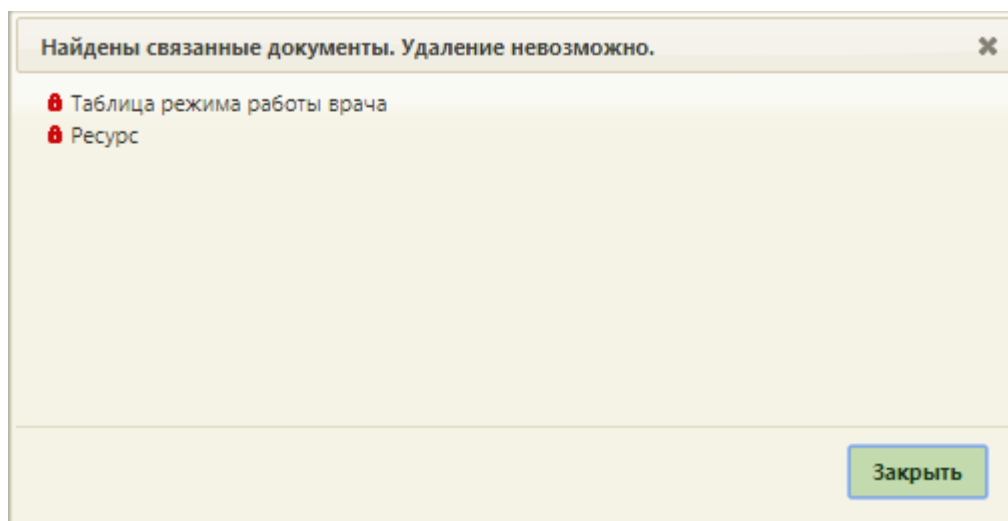 Найдены связанные документы. Удаление невозможно.
Таблица режима работы врача
Ресурс
Закрыть